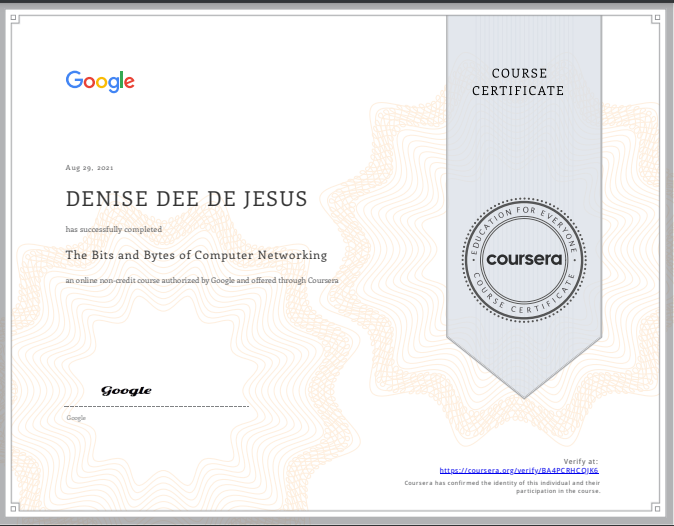 Google
COURSE
CERTIFICATE
Aug 29, 2021
DENISE DEE DE JESUS
has successfully completed
The Bits and Bytes of Computer Networking
an online non-credit course authorized by Google and offered through Coursera
EDUCATION FOR EVERYONE
coursera
COURSE CERTIFICATE
Google
Google
Verify at:
https://coursera.org/verify/BA4PCRHCQJK6
Coursera has confirmed the identity of this individual and their
participation in the course.